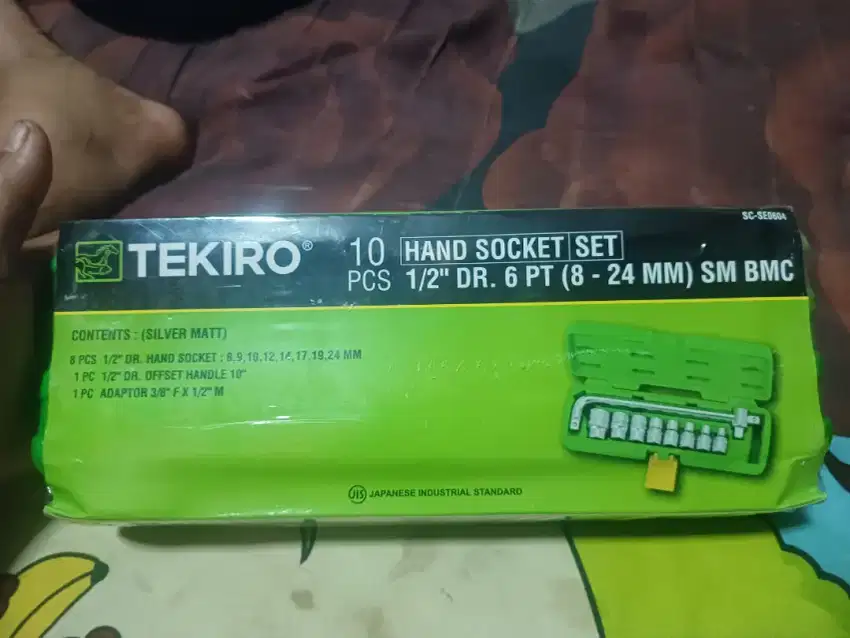 SC-SE0604
TEKIRO®
10 PCS
HAND SOCKET SET
1/2" DR. 6 PT (8 - 24 MM) SM BMC
CONTENTS : (SILVER MATT)
8 PCS 1/2" DR. HAND SOCKET : 8,9,10,12,14,17,19,24 MM
1 PC 1/2" DR. OFFSET HANDLE 10"
1 PC ADAPTOR 3/8" F X 1/2" M
JIS JAPANESE INDUSTRIAL STANDARD